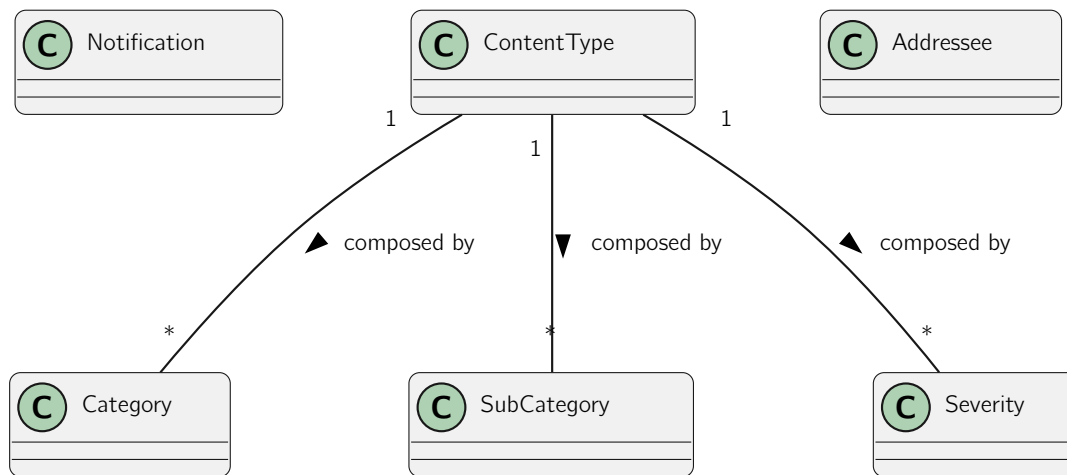 C Notification
C ContentType
C Addressee
1
1
1
composed by
composed by
composed by
*
*
*
C Category
C SubCategory
C Severity